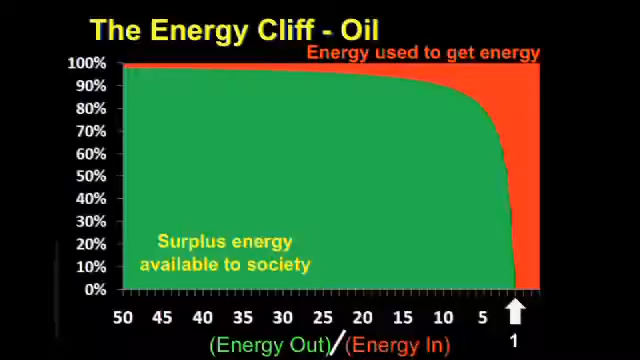 The Energy Cliff - Oil
Energy used to get energy
100%
90%
80%
70%
60%
50%
40%
30%
20%
10%
0%
Surplus energy
available to society
50 45 40 35 30 25 20 15 10 5
1
(Energy Out)/(Energy In)